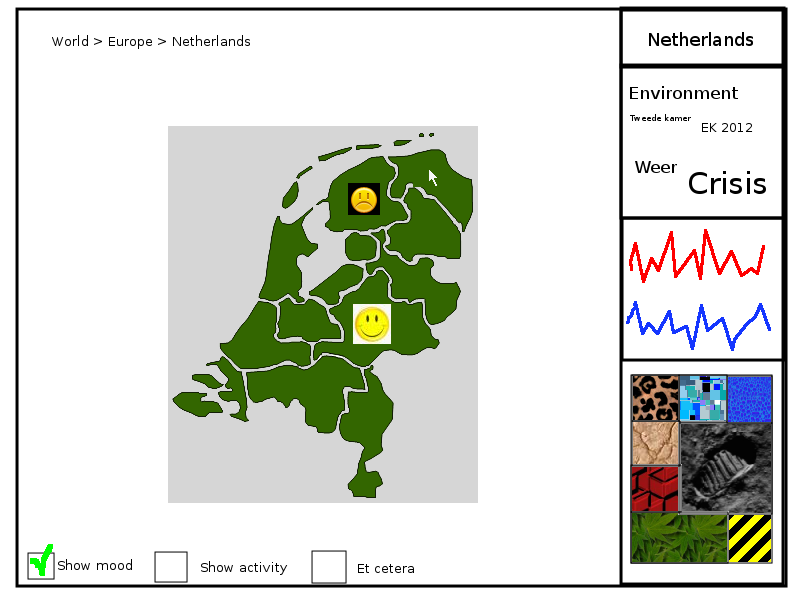 World > Europe > Netherlands
Netherlands
Environment
Tweede kamer
EK 2012
Weer
Crisis
Show mood
Show activity
Et cetera